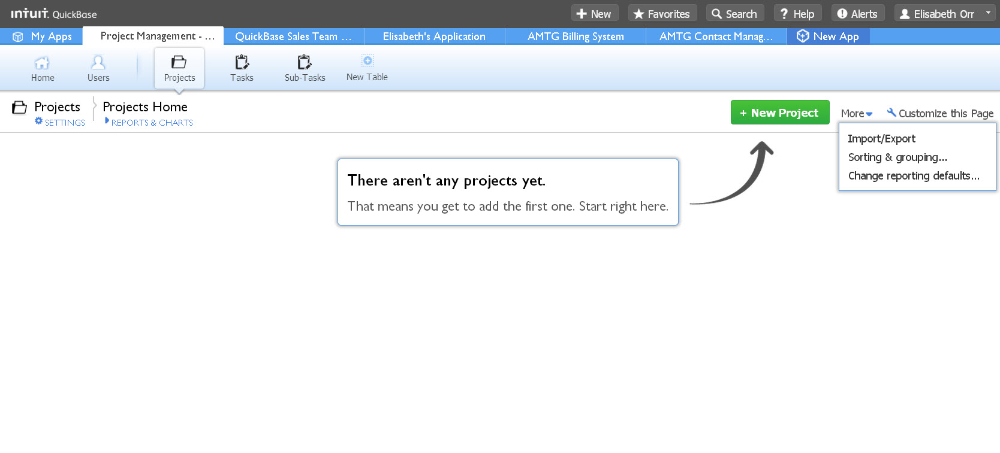 intuit. QuickBase
New
Favorites
Search
? Help
Alerts
Elisabeth Orr
My Apps
Project Management - ...
QuickBase Sales Team ...
Elisabeth's Application
AMTG Billing System
AMTG Contact Manag...
New App
Home
Users
Projects
Tasks
Sub-Tasks
New Table
Projects
SETTINGS
Projects Home
REPORTS & CHARTS
+ New Project
More
Customize this Page
Import/Export
Sorting & grouping...
Change reporting defaults...
There aren't any projects yet.
That means you get to add the first one. Start right here.